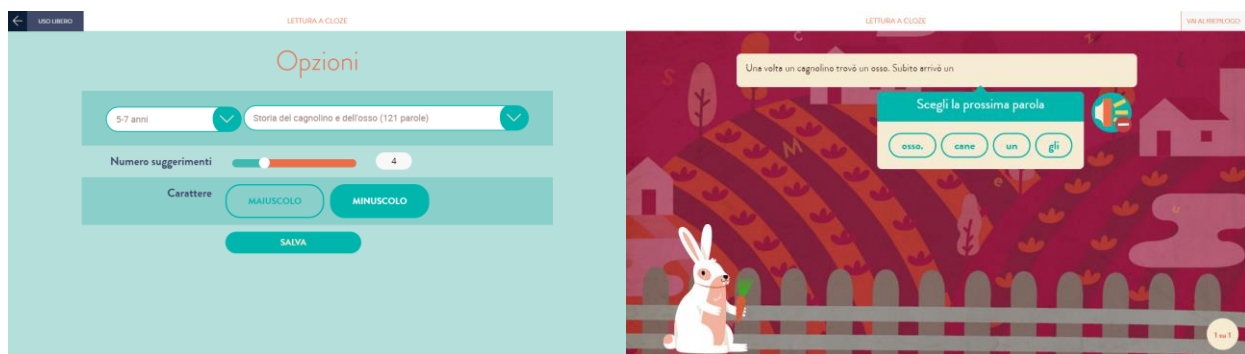 USO LIBERO
LETTURA A CLOZE
Opzioni
5-7 anni
Storia del cagnolino e dell'osso (121 parole)
Numero suggerimenti
4
Carattere
MAIUSCOLO
MINUSCOLO
SALVA
LETTURA A CLOZE
VAI AL RIEPILOGO
Una volta un cagnolino trovò un osso. Subito arrivò un
Scegli la prossima parola
osso. cane un gli
1 su 1